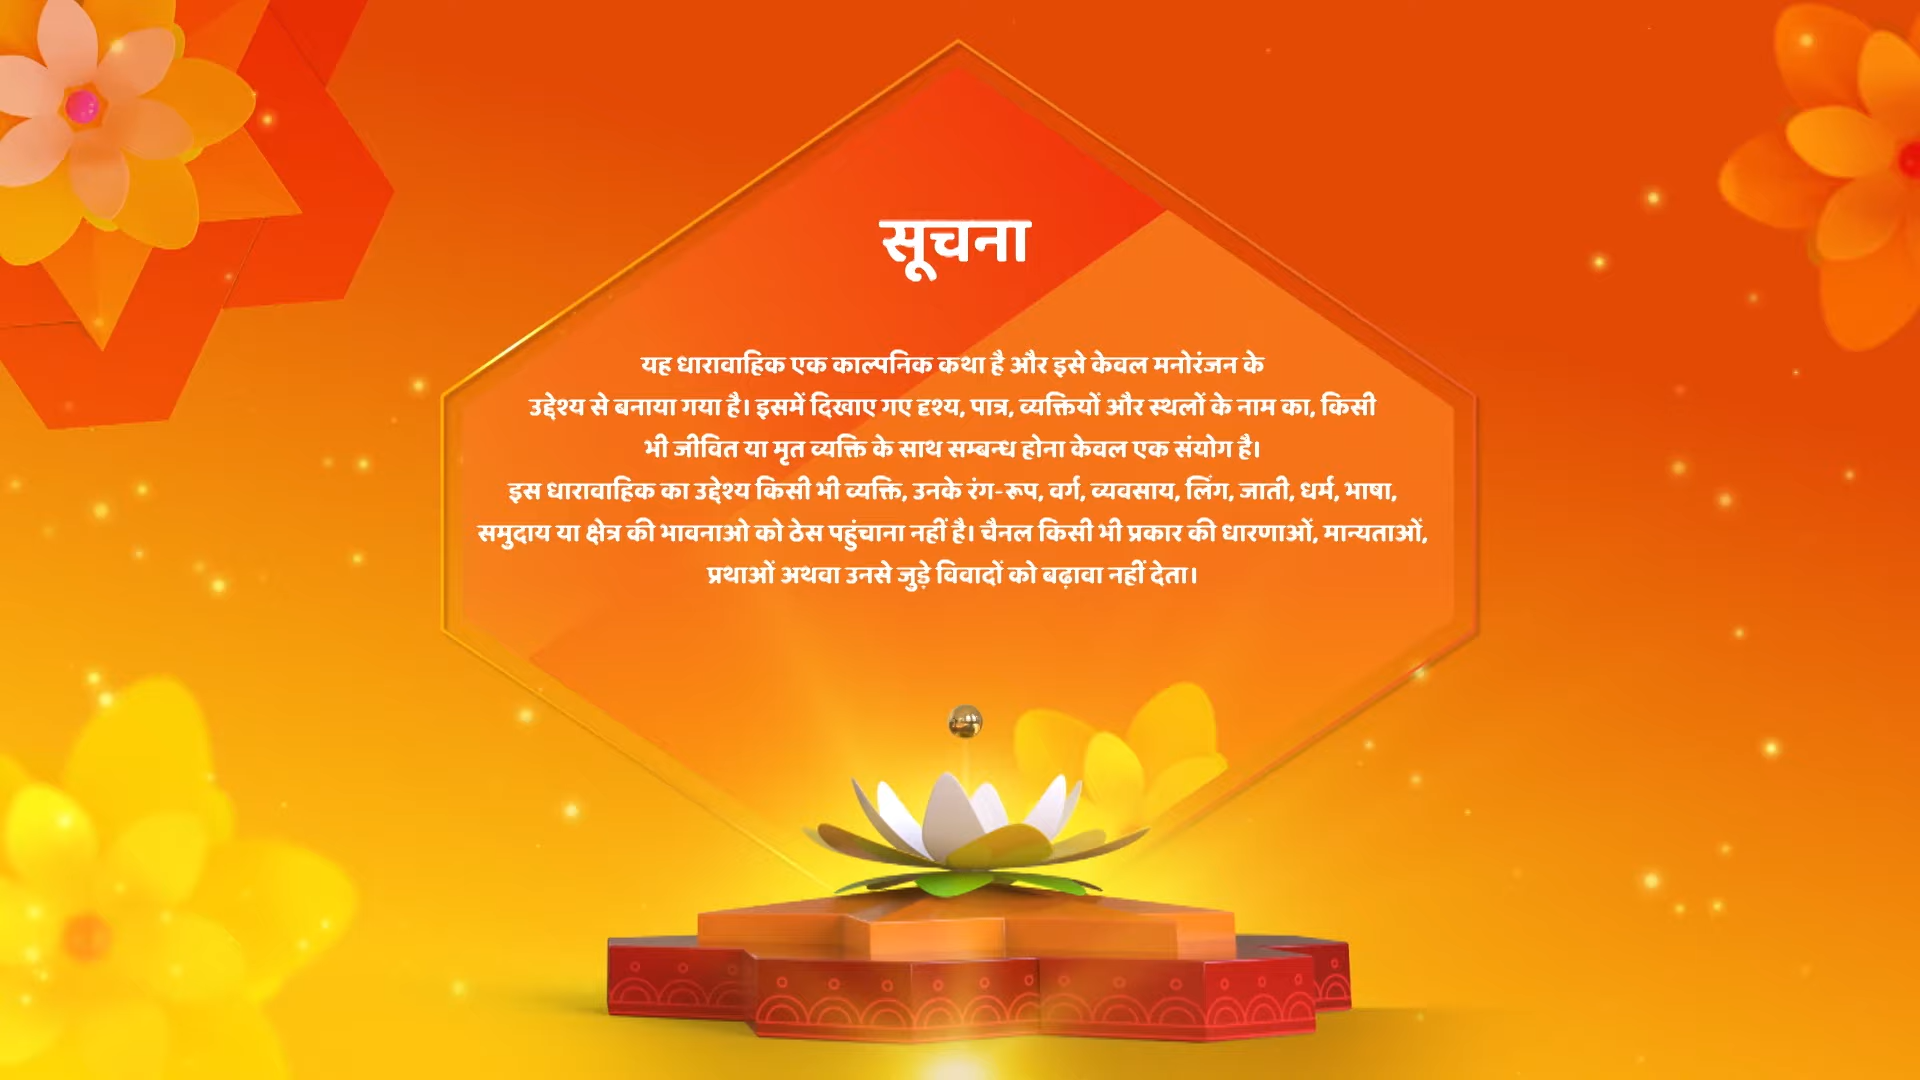 सूचना
यह धारावाहिक एक काल्पनिक कथा है और इसे केवल मनोरंजन के
उद्देश्य से बनाया गया है। इसमें दिखाए गए दृश्य, पात्र, व्यक्तियों और स्थलों के नाम का, किसी
भी जीवित या मृत व्यक्ति के साथ सम्बन्ध होना केवल एक संयोग है।
इस धारावाहिक का उद्देश्य किसी भी व्यक्ति, उनके रंग-रूप, वर्ग, व्यवसाय, लिंग, जाती, धर्म, भाषा,
समुदाय या क्षेत्र की भावनाओ को ठेस पहुंचाना नहीं है। चैनल किसी भी प्रकार की धारणाओं, मान्यताओं,
प्रथाओं अथवा उनसे जुड़े विवादों को बढ़ावा नहीं देता।